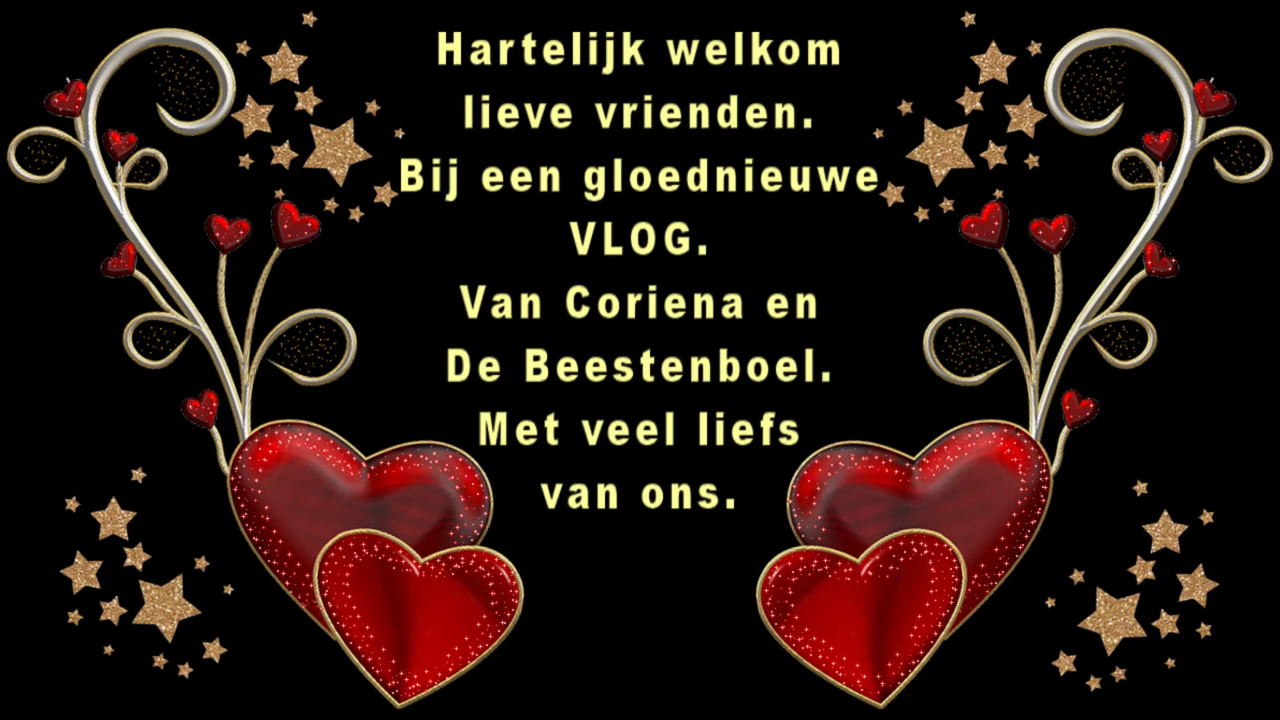 Hartelijk welkom
lieve vrienden.
Bij een gloednieuwe
VLOG.
Van Coriena en
De Beestenboel.
Met veel liefs
van ons.